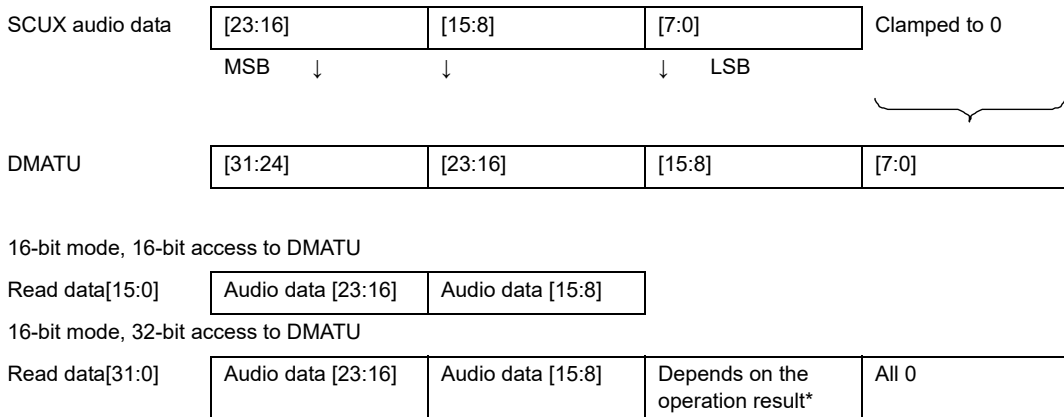 SCUX audio data [23:16] [15:8] [7:0] Clamped to 0
MSB ↓ ↓ ↓ LSB
DMATU [31:24] [23:16] [15:8] [7:0]
16-bit mode, 16-bit access to DMATU
Read data[15:0] Audio data [23:16] Audio data [15:8]
16-bit mode, 32-bit access to DMATU
Read data[31:0] Audio data [23:16] Audio data [15:8] Depends on the All 0
operation result*